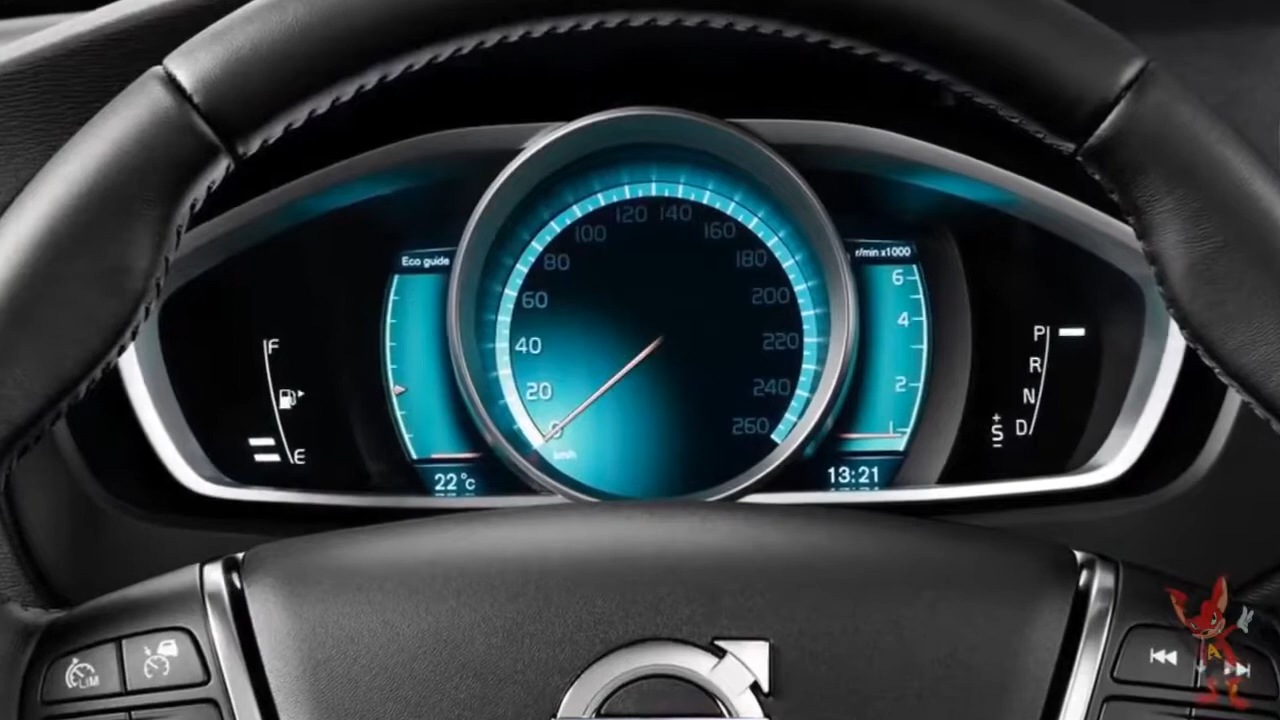 120 140
100 160
80 180
60 200
40 220
20 240
0 260
km/h
Eco guide
22°c
r/min x1000
6
4
2
13:21
F
E
P
R
N
D
+
S
−
LIM